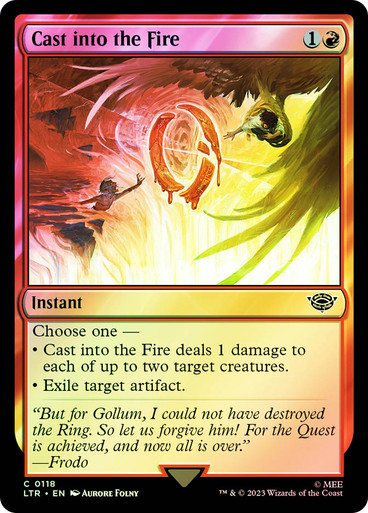 Cast into the Fire 1
Instant
Choose one —
• Cast into the Fire deals 1 damage to
each of up to two target creatures.
• Exile target artifact.
“But for Gollum, I could not have destroyed
the Ring. So let us forgive him! For the Quest
is achieved, and now all is over.”
—Frodo
C 0118 © MEE
LTR • EN Aurore Folny ™ & © 2023 Wizards of the Coast